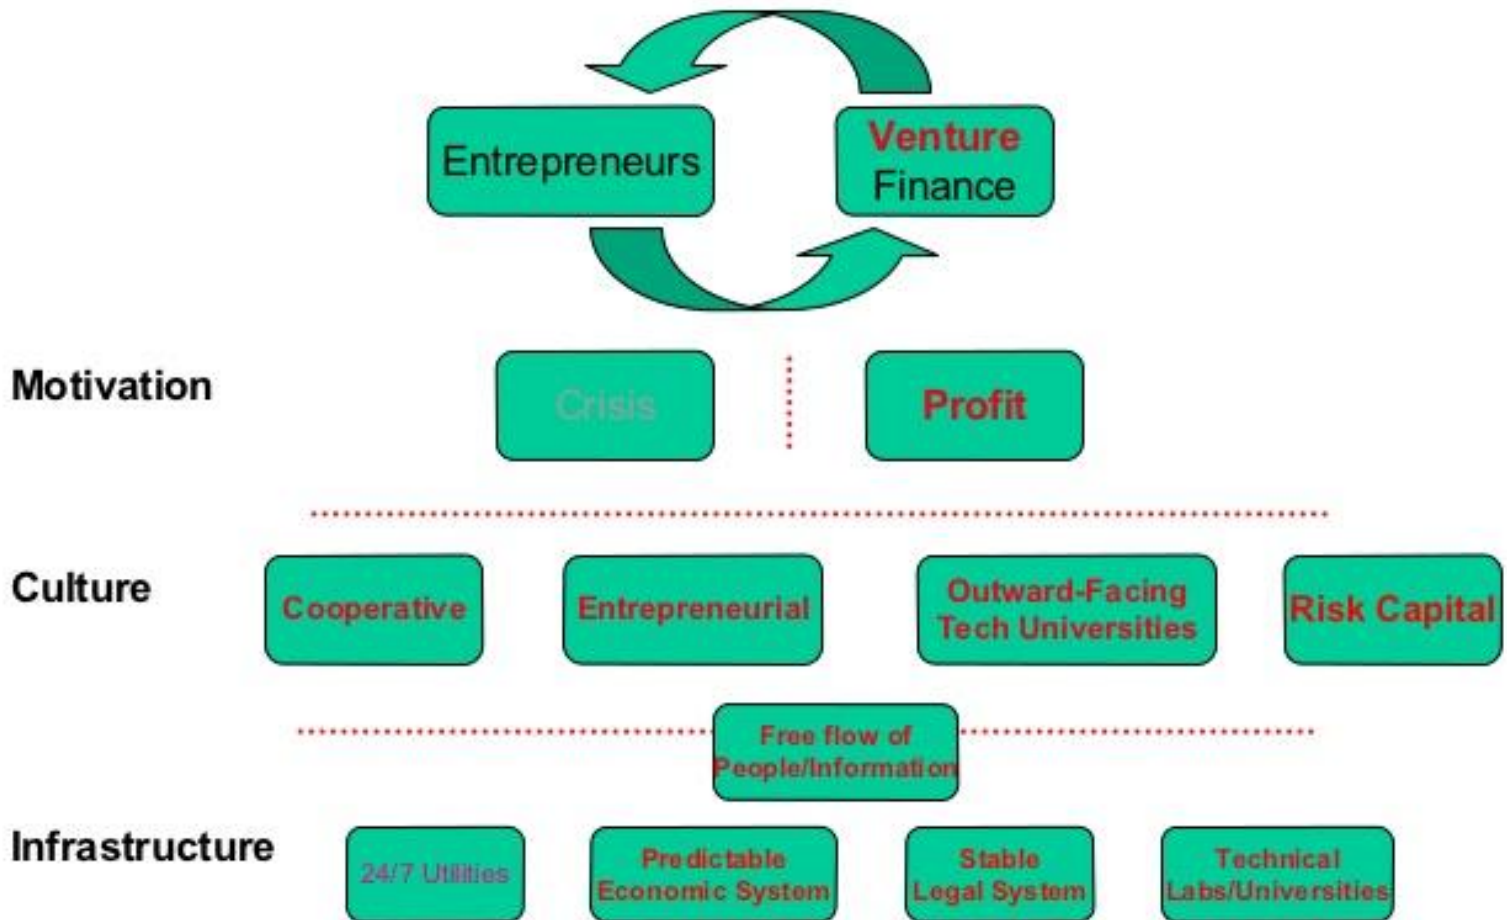 Entrepreneurs
Venture
Finance
Motivation
Crisis
Profit
Culture
Cooperative
Entrepreneurial
Outward-Facing
Tech Universities
Risk Capital
Free flow of
People/Information
Infrastructure
24/7 Utilities
Predictable
Economic System
Stable
Legal System
Technical
Labs/Universities